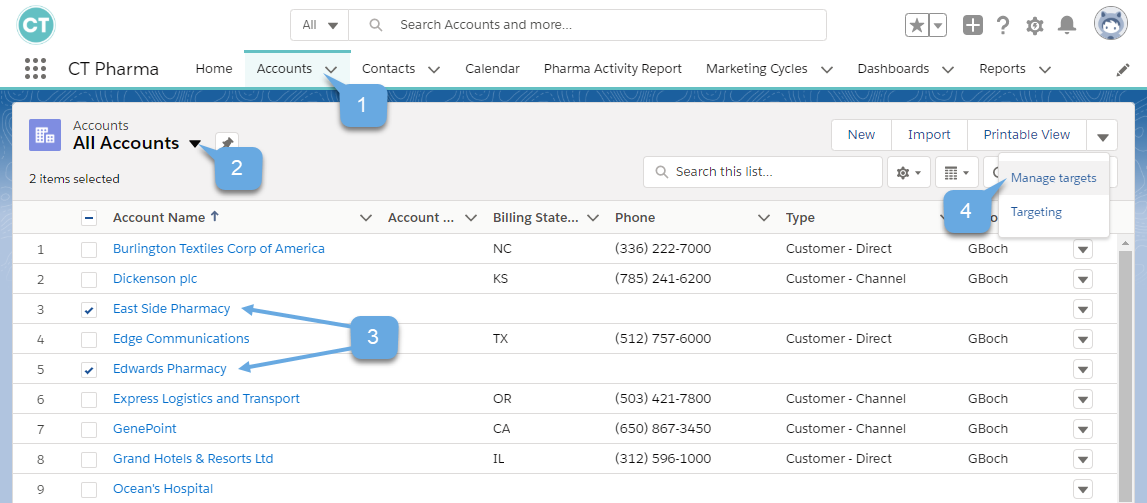 CT
All
Search Accounts and more...
CT Pharma
Home
Accounts
Contacts
Calendar
Pharma Activity Report
Marketing Cycles
Dashboards
Reports
1
Accounts
All Accounts
2
2 items selected
New
Import
Printable View
Search this list...
Manage targets
Targeting
4
Account Name
Account ...
Billing State...
Phone
Type
1 Burlington Textiles Corp of America NC (336) 222-7000 Customer - Direct GBoch
2 Dickenson plc KS (785) 241-6200 Customer - Channel GBoch
3 East Side Pharmacy
4 Edge Communications TX (512) 757-6000 Customer - Direct GBoch
3
5 Edwards Pharmacy
6 Express Logistics and Transport OR (503) 421-7800 Customer - Channel GBoch
7 GenePoint CA (650) 867-3450 Customer - Channel GBoch
8 Grand Hotels & Resorts Ltd IL (312) 596-1000 Customer - Direct GBoch
9 Ocean's Hospital